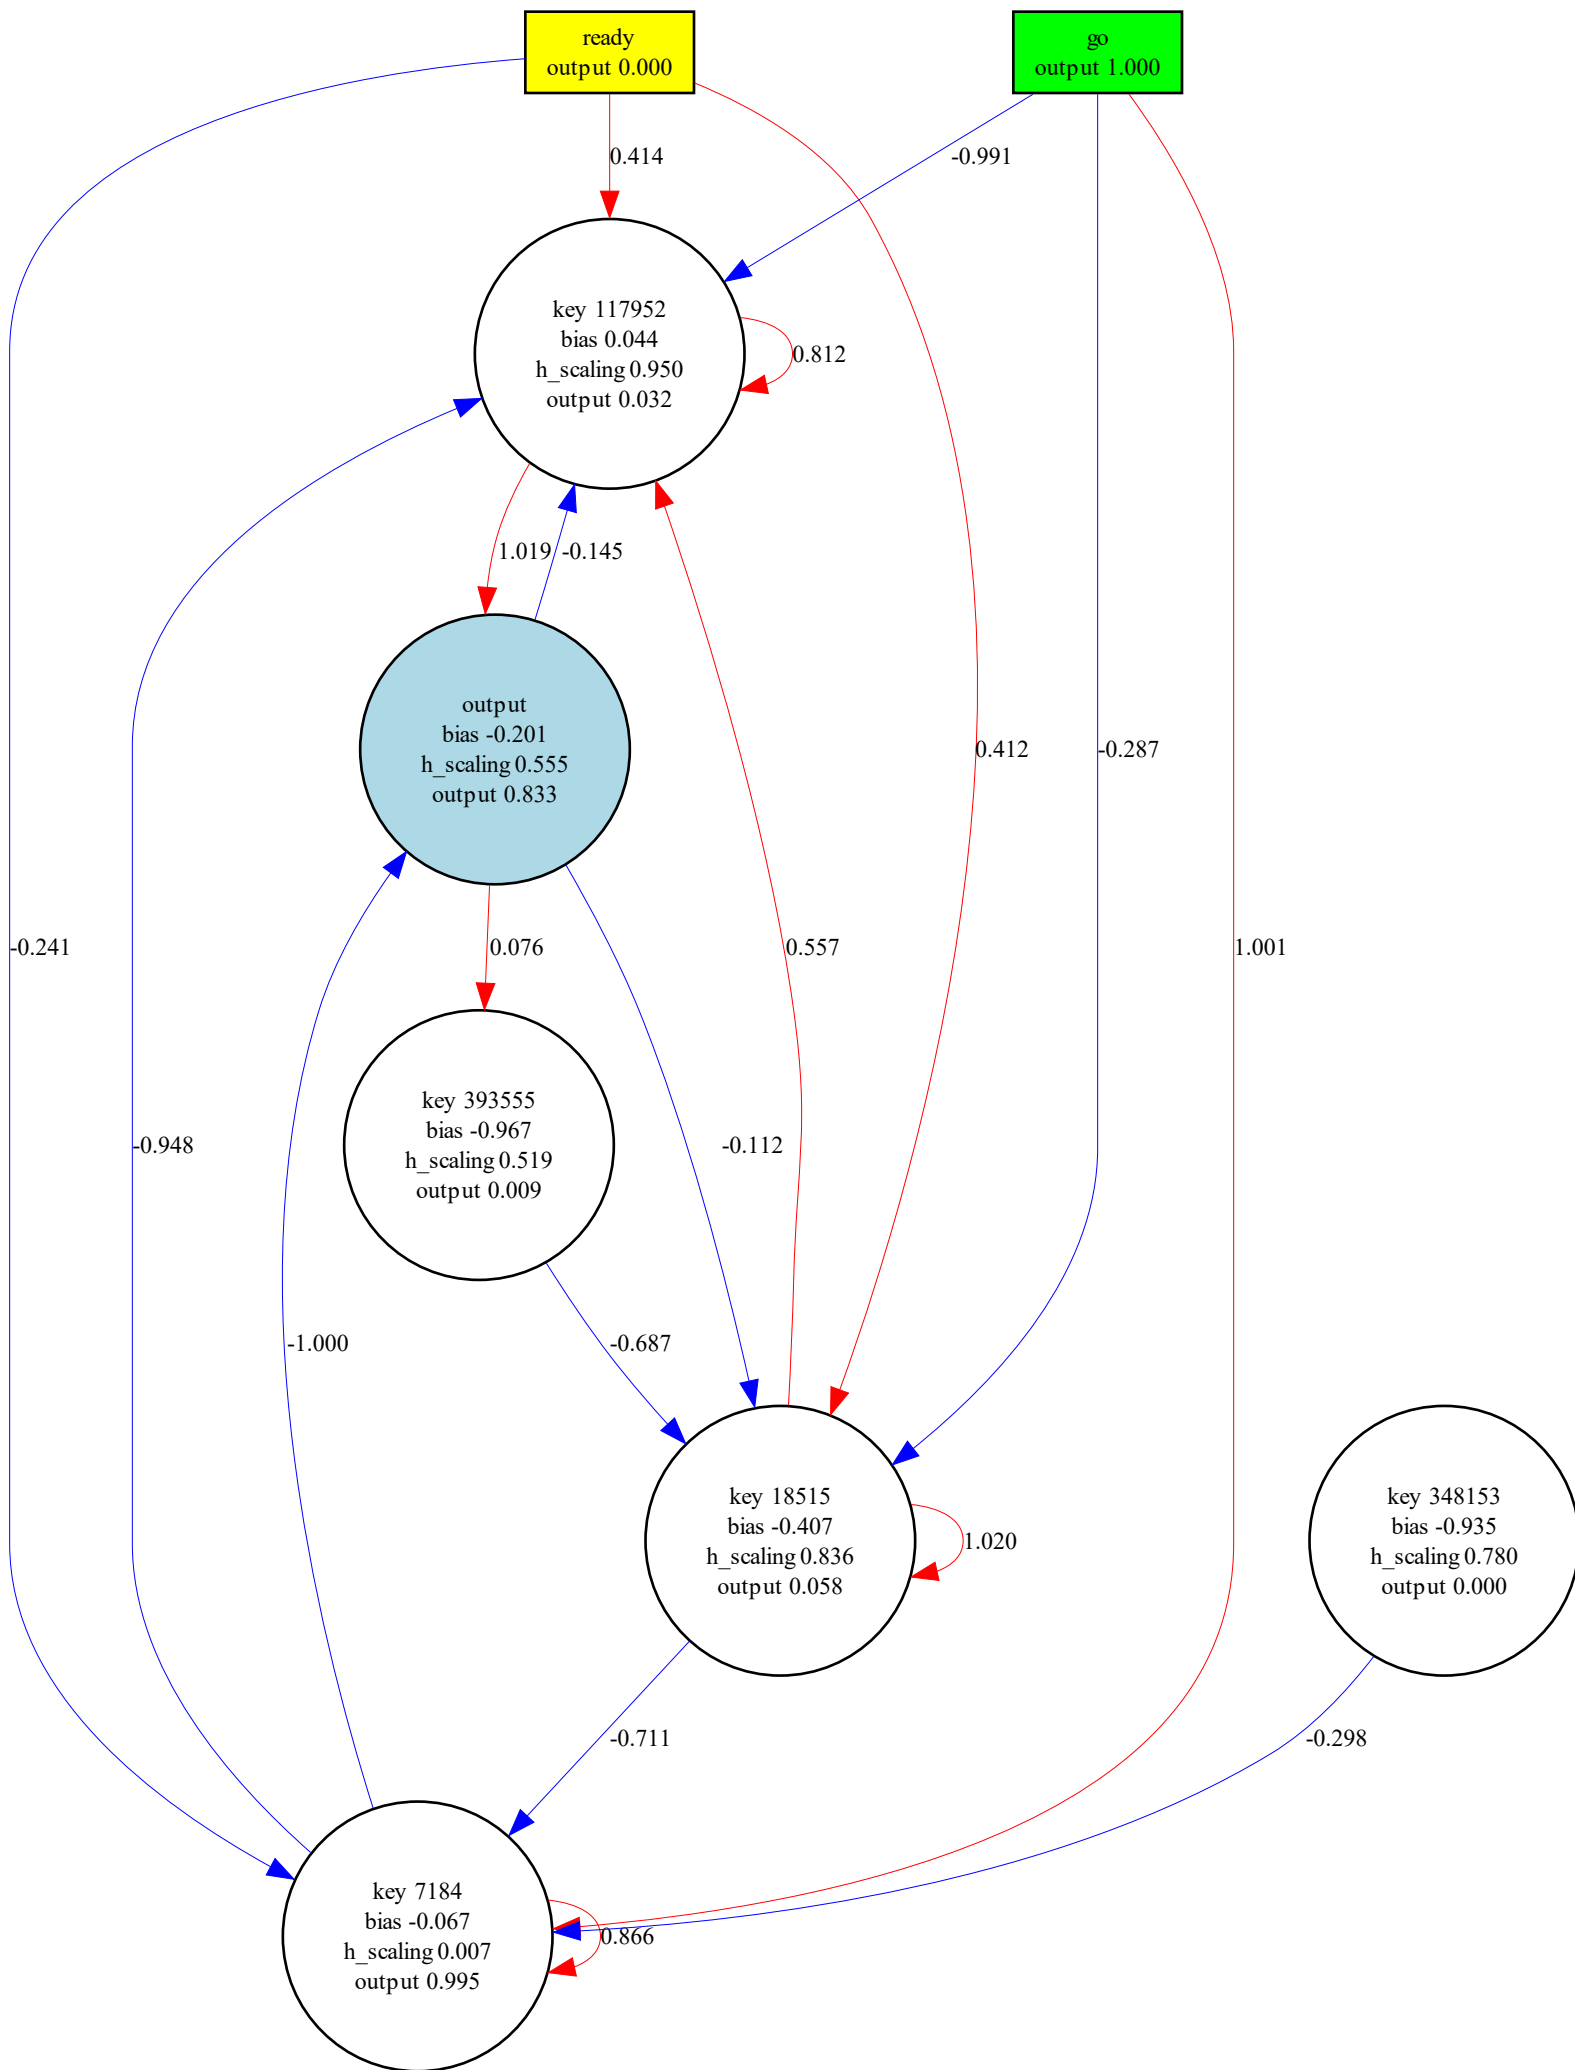 ready
output 0.000
go
output 1.000
0.414
-0.991
key 117952
bias 0.044
h_scaling 0.950
output 0.032
0.812
1.019
-0.145
output
bias -0.201
h_scaling 0.555
output 0.833
0.412
-0.287
-0.241
0.076
0.557
1.001
key 393555
bias -0.967
h_scaling 0.519
output 0.009
-0.948
-0.112
-1.000
-0.687
key 18515
bias -0.407
h_scaling 0.836
output 0.058
1.020
key 348153
bias -0.935
h_scaling 0.780
output 0.000
-0.711
-0.298
key 7184
bias -0.067
h_scaling 0.007
output 0.995
0.866